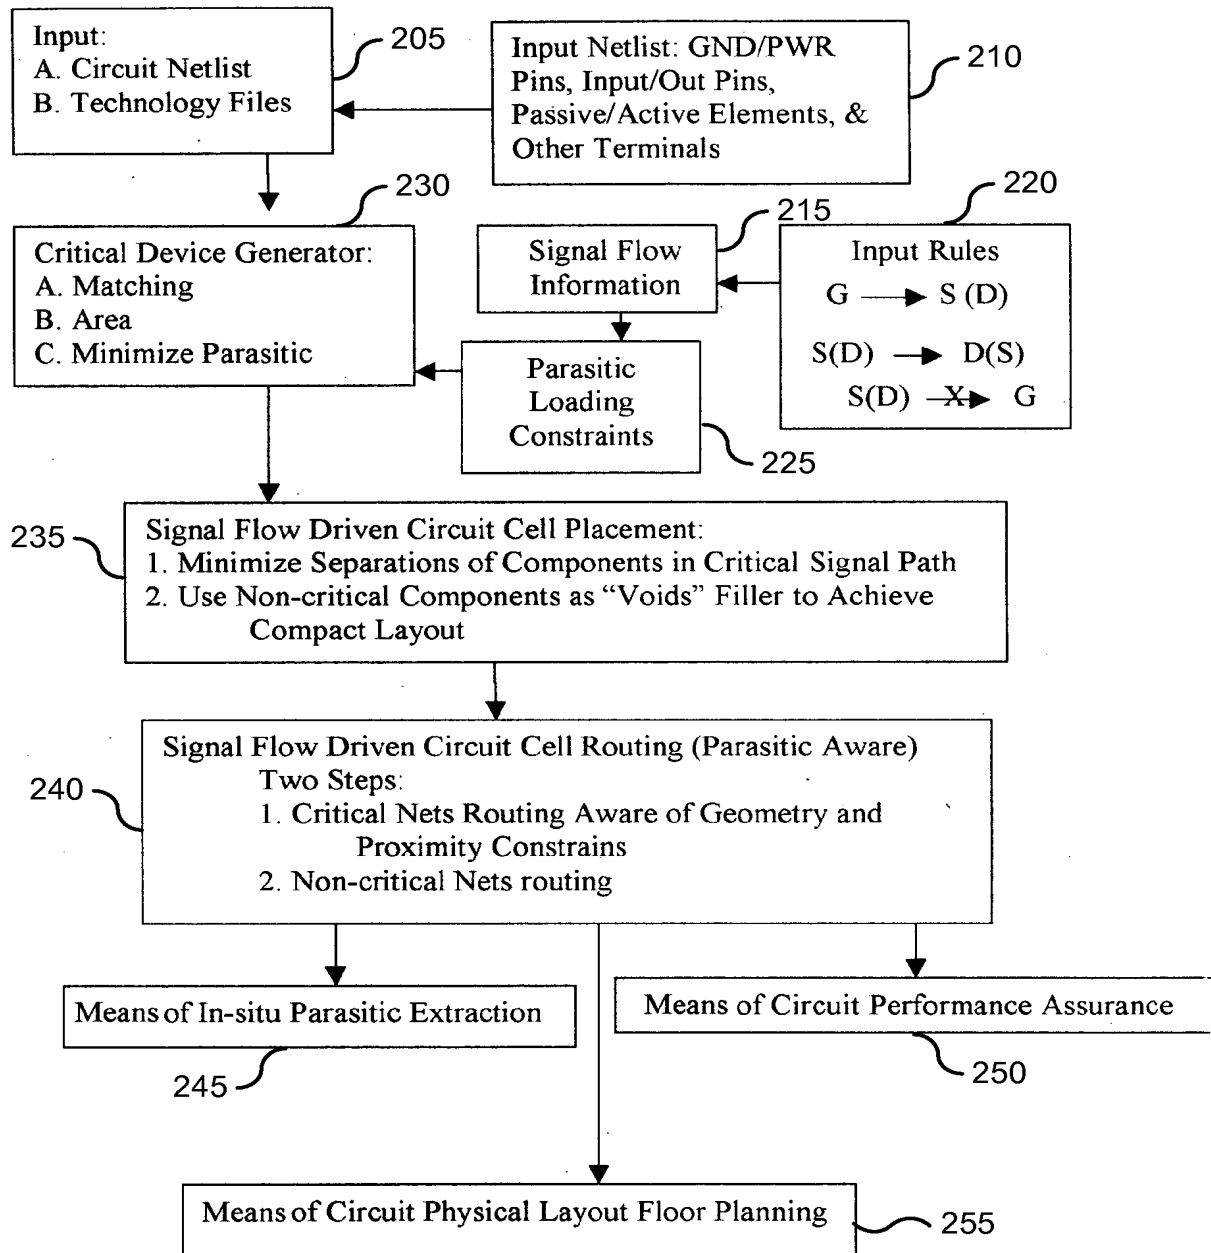 Input:
A. Circuit Netlist
B. Technology Files
205
Input Netlist: GND/PWR
Pins, Input/Out Pins,
Passive/Active Elements, &
Other Terminals
210
230
Critical Device Generator:
A. Matching
B. Area
C. Minimize Parasitic
215
Signal Flow
Information
220
Input Rules
G → S (D)
S(D) → D(S)
S(D) X→ G
Parasitic
Loading
Constraints
225
235
Signal Flow Driven Circuit Cell Placement:
1. Minimize Separations of Components in Critical Signal Path
2. Use Non-critical Components as “Voids” Filler to Achieve
Compact Layout
240
Signal Flow Driven Circuit Cell Routing (Parasitic Aware)
Two Steps:
1. Critical Nets Routing Aware of Geometry and
Proximity Constrains
2. Non-critical Nets routing
Means of In-situ Parasitic Extraction
245
Means of Circuit Performance Assurance
250
Means of Circuit Physical Layout Floor Planning
255